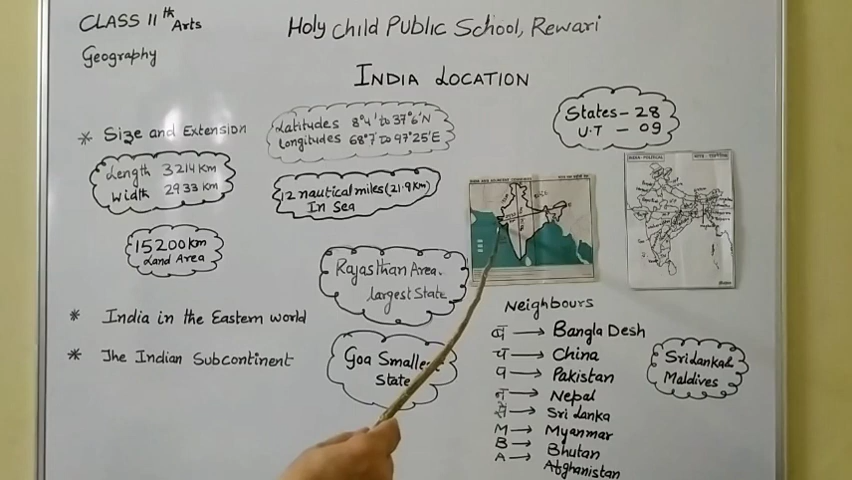 CLASS 11th Arts
Holy Child Public School, Rewari
Geography
INDIA LOCATION
* Size and Extension
Latitudes 8°4' to 37°6'N
Longitudes 68°7' to 97°25'E
States - 28
U.T - 09
Length 3214 Km
Width 2933 Km
12 nautical miles (21.9 Km)
In Sea
15200 Km
Land Area
Rajasthan Area.
largest State
* India in the Eastern world
* The Indian Subcontinent
Goa Smallest
State
Neighbours
ब → Bangla Desh
च → China
प → Pakistan
न → Nepal
से → Sri Lanka
M → Myanmar
B → Bhutan
A → Afghanistan
Sri Lanka &
Maldives